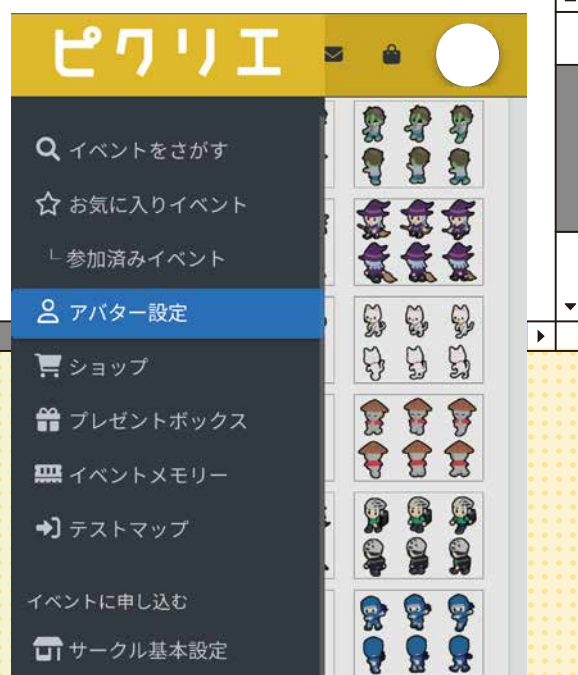 ピクリエ
イベントをさがす
お気に入りイベント
└ 参加済みイベント
アバター設定
ショップ
プレゼントボックス
イベントメモリー
テストマップ
イベントに申し込む
サークル基本設定